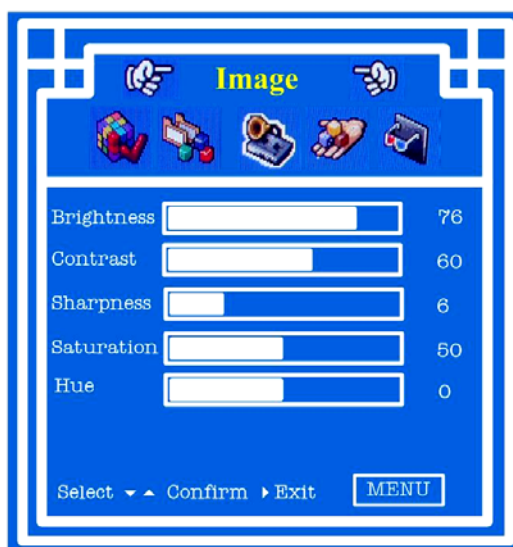 Image
Brightness 76
Contrast 60
Sharpness 6
Saturation 50
Hue 0
Select ▾ ▴ Confirm ▸ Exit MENU